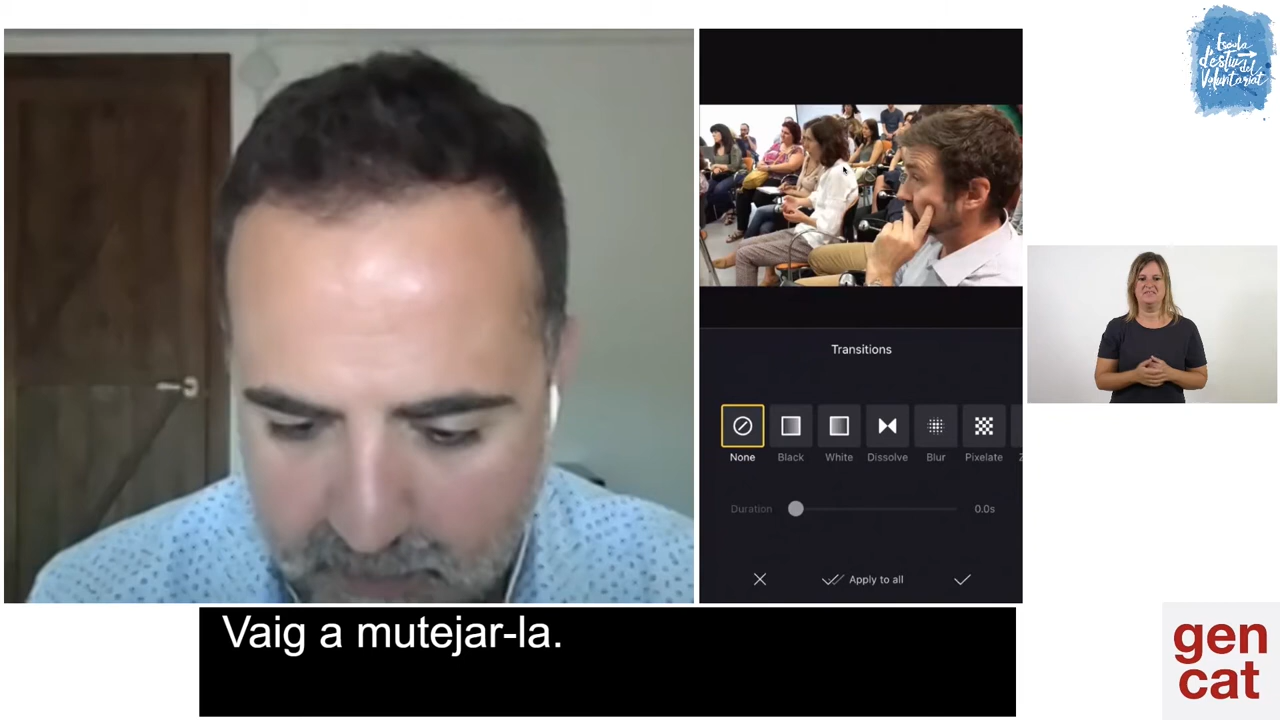 Escola
d'estiu
del
Voluntariat
Transitions
None
Black
White
Dissolve
Blur
Pixelate
Duration
0.0s
Apply to all
Vaig a mutejar-la.
gen
cat